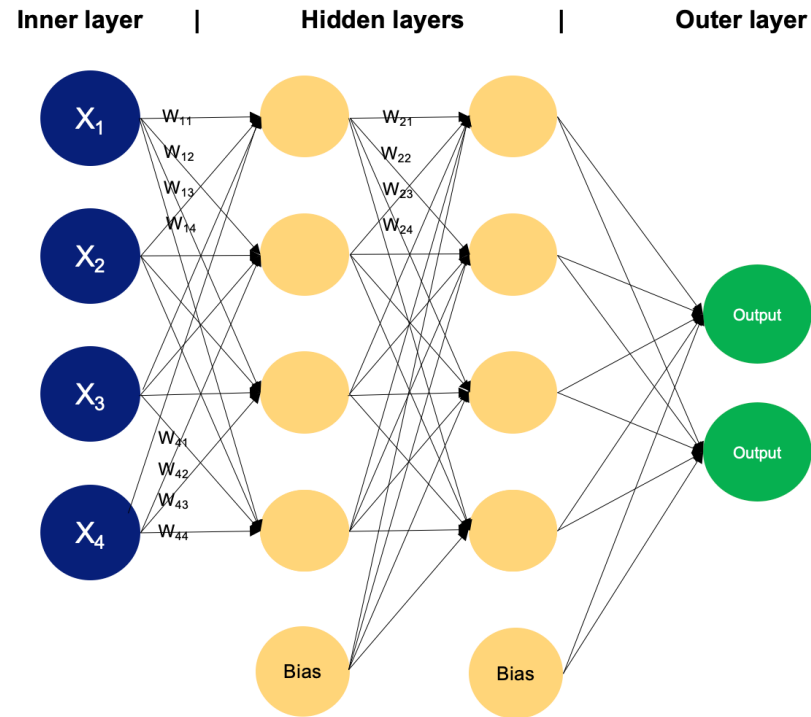 Inner layer | Hidden layers | Outer layer
X₁
W₁₁
W₁₂
W₁₃
W₁₄
W₂₁
W₂₂
W₂₃
W₂₄
X₂
Output
X₃
W₄₁
W₄₂
W₄₃
W₄₄
Output
X₄
Bias
Bias